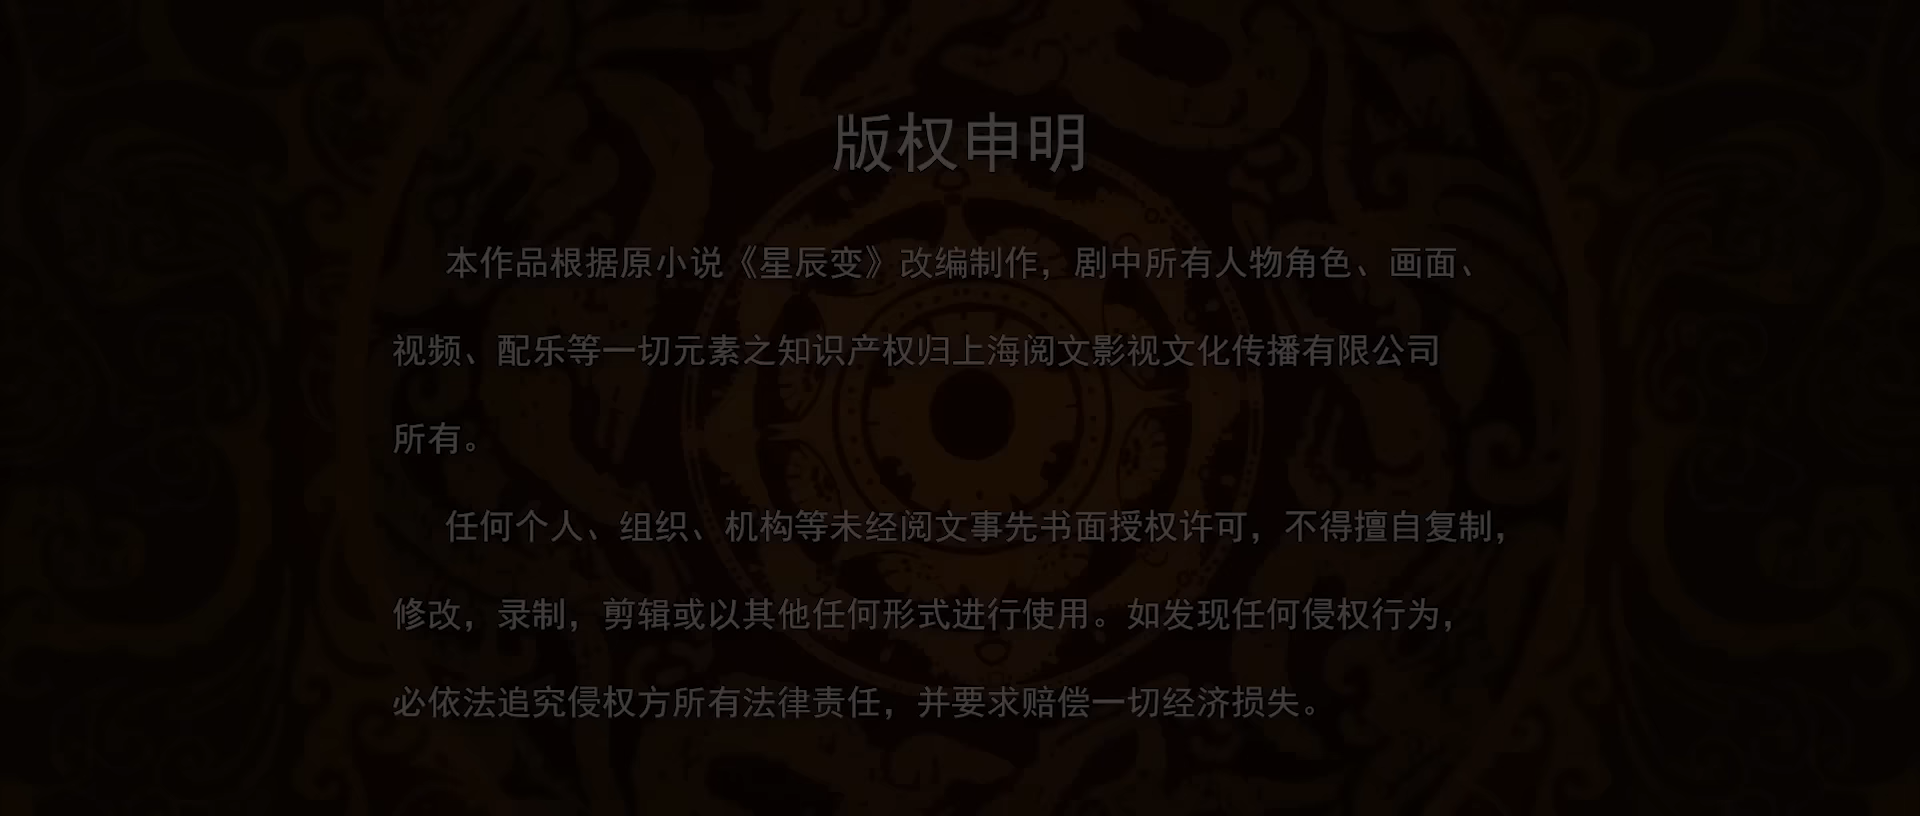 版权申明
本作品根据原小说《星辰变》改编制作，剧中所有人物角色、画面、
视频、配乐等一切元素之知识产权归上海阅文影视文化传播有限公司
所有。
任何个人、组织、机构等未经阅文事先书面授权许可，不得擅自复制，
修改，录制，剪辑或以其他任何形式进行使用。如发现任何侵权行为，
必依法追究侵权方所有法律责任，并要求赔偿一切经济损失。